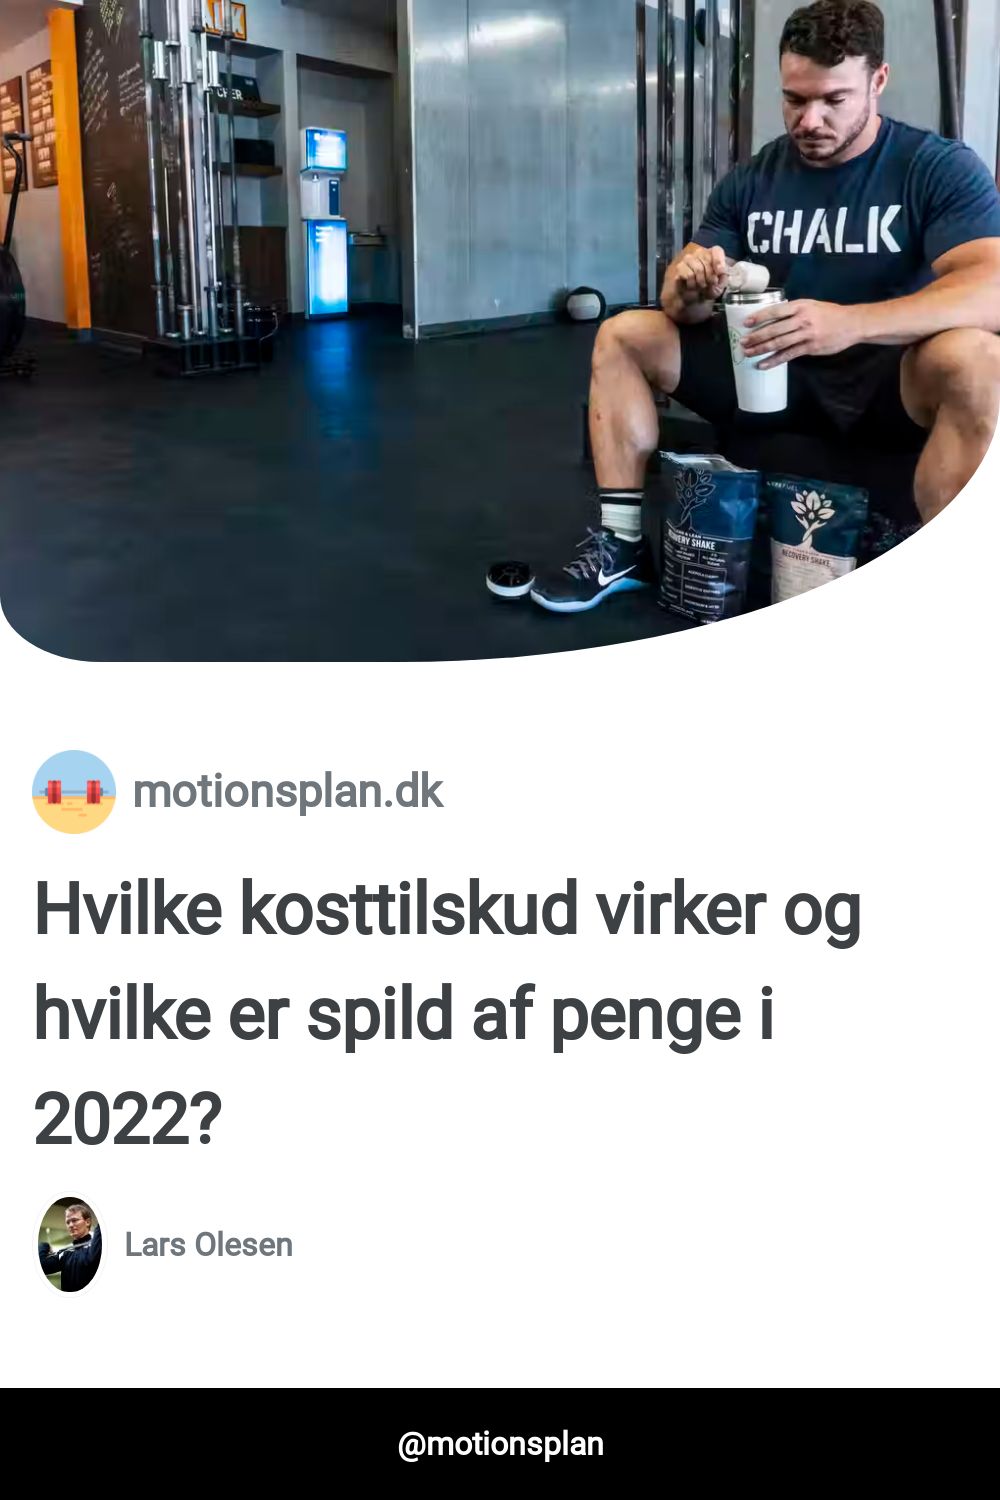 CHALK
RECOVERY SHAKE
RECOVERY SHAKE
motionsplan.dk
Hvilke kosttilskud virker og
hvilke er spild af penge i
2022?
Lars Olesen
@motionsplan